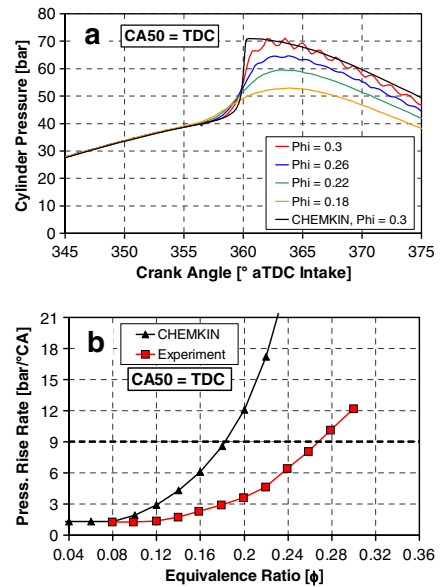 a
CA50 = TDC
Cylinder Pressure [bar]
80
70
60
50
40
30
20
10
0
Phi = 0.3
Phi = 0.26
Phi = 0.22
Phi = 0.18
CHEMKIN, Phi = 0.3
345 350 355 360 365 370 375
Crank Angle [° aTDC Intake]
b
CHEMKIN
Experiment
CA50 = TDC
Press. Rise Rate [bar/°CA]
21
18
15
12
9
6
3
0
0.04 0.08 0.12 0.16 0.2 0.24 0.28 0.32 0.36
Equivalence Ratio [ϕ]